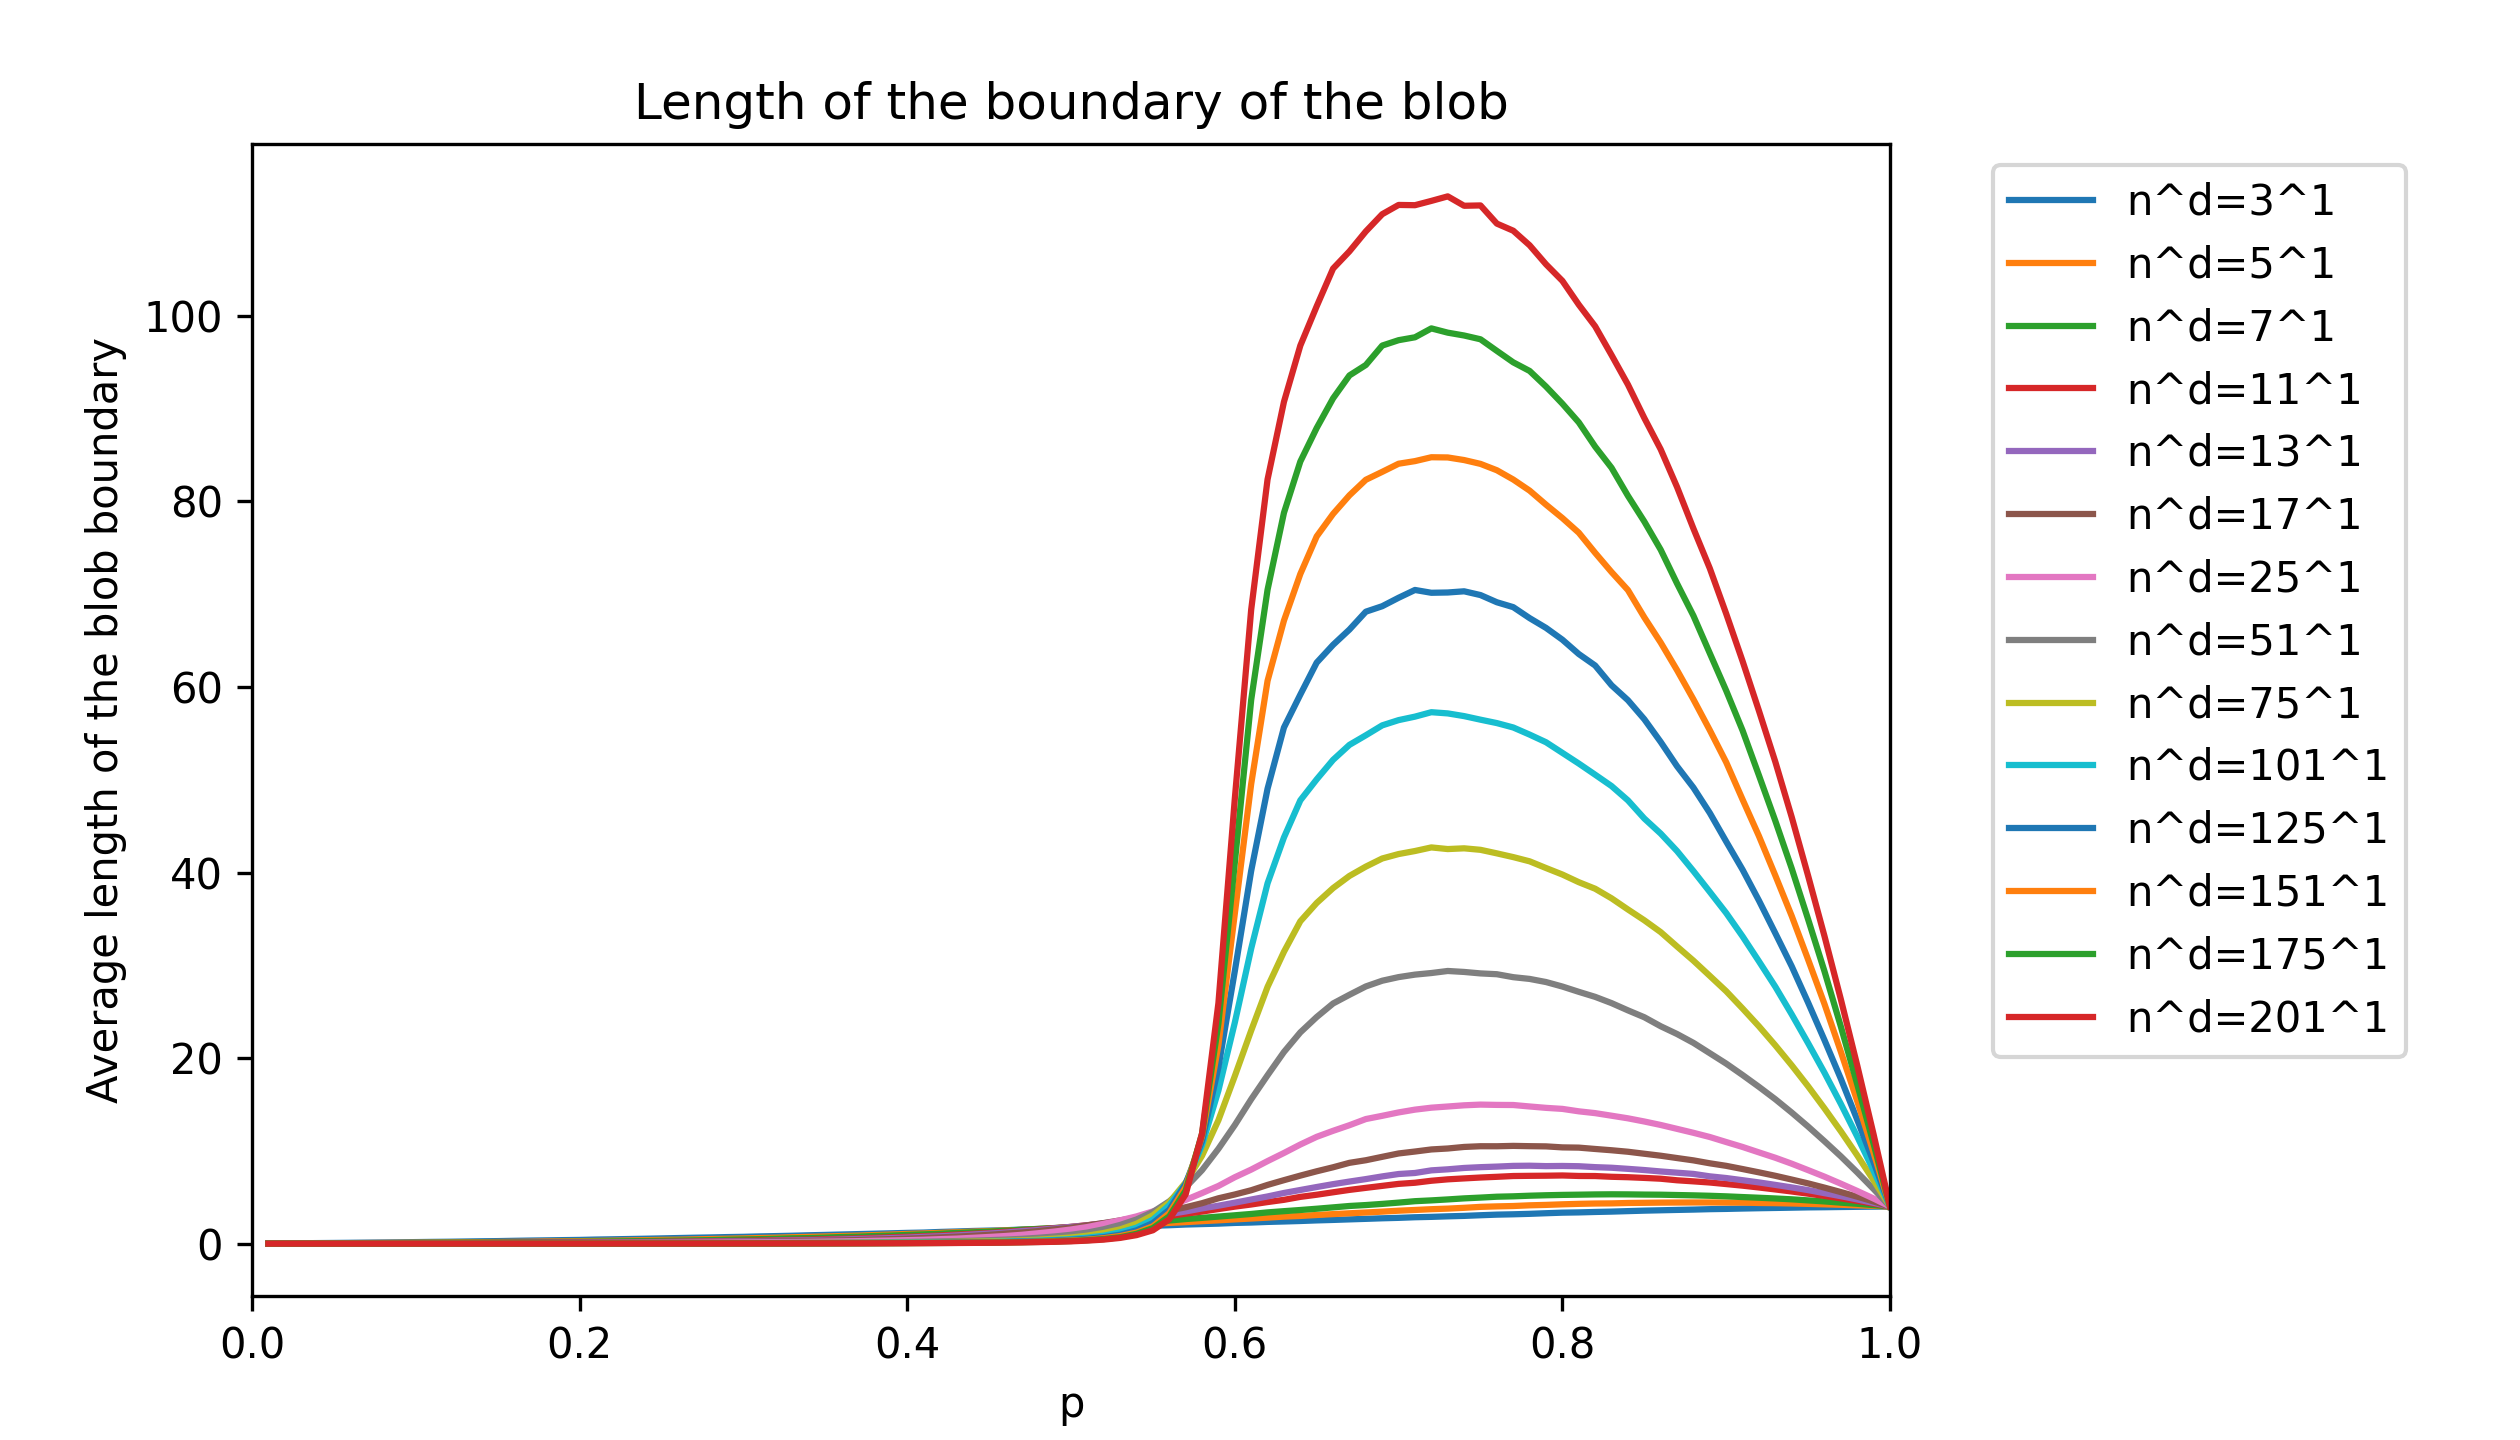 Length of the boundary of the blob
Average length of the blob boundary
100
80
60
40
20
0
0.0
0.2
0.4
0.6
0.8
1.0
p
n^d=3^1
n^d=5^1
n^d=7^1
n^d=11^1
n^d=13^1
n^d=17^1
n^d=25^1
n^d=51^1
n^d=75^1
n^d=101^1
n^d=125^1
n^d=151^1
n^d=175^1
n^d=201^1